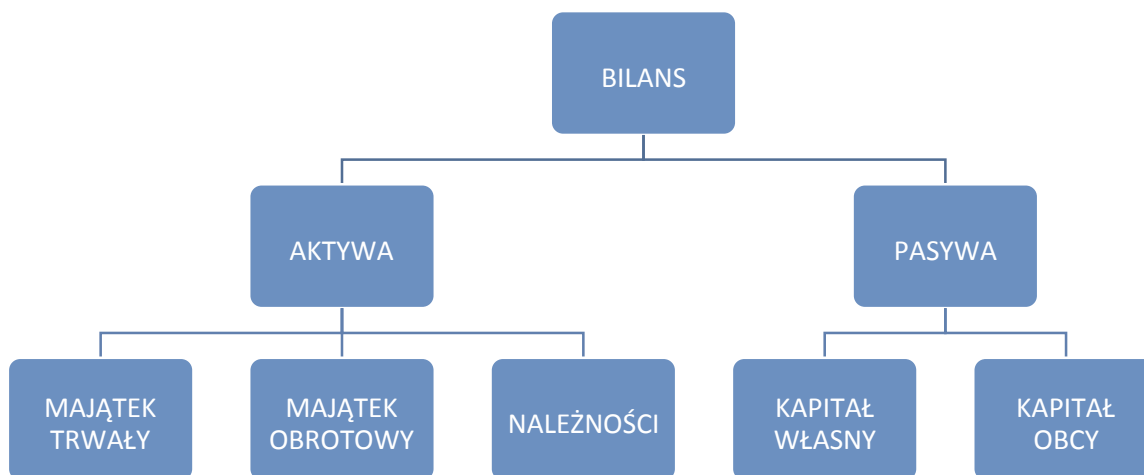 BILANS
AKTYWA
PASYWA
MAJĄTEK
TRWAŁY
MAJĄTEK
OBROTOWY
NALEŻNOŚCI
KAPITAŁ
WŁASNY
KAPITAŁ
OBCY